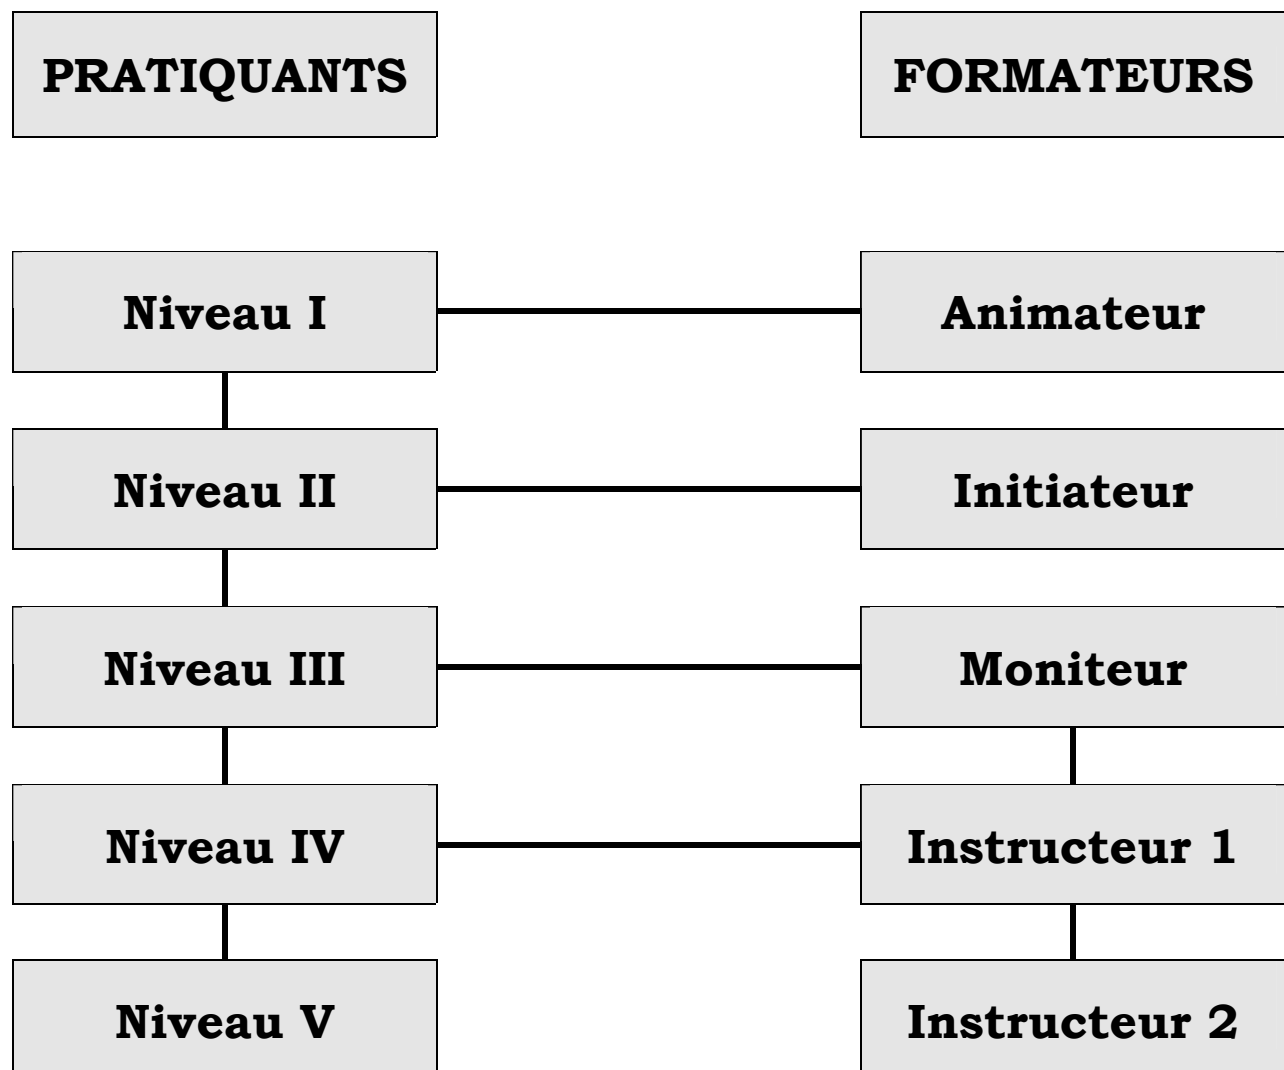 PRATIQUANTS
FORMATEURS
Niveau I
Animateur
Niveau II
Initiateur
Niveau III
Moniteur
Niveau IV
Instructeur 1
Niveau V
Instructeur 2